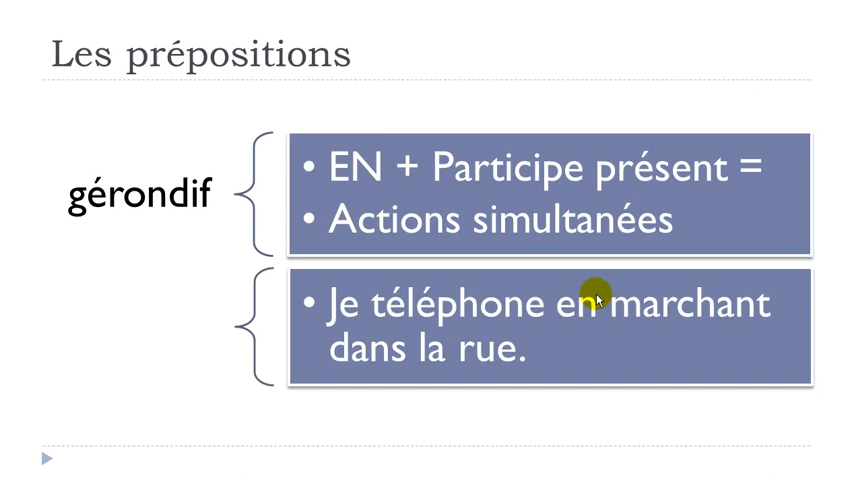 Les prépositions
gérondif
• EN + Participe présent =
• Actions simultanées
• Je téléphone en marchant
dans la rue.